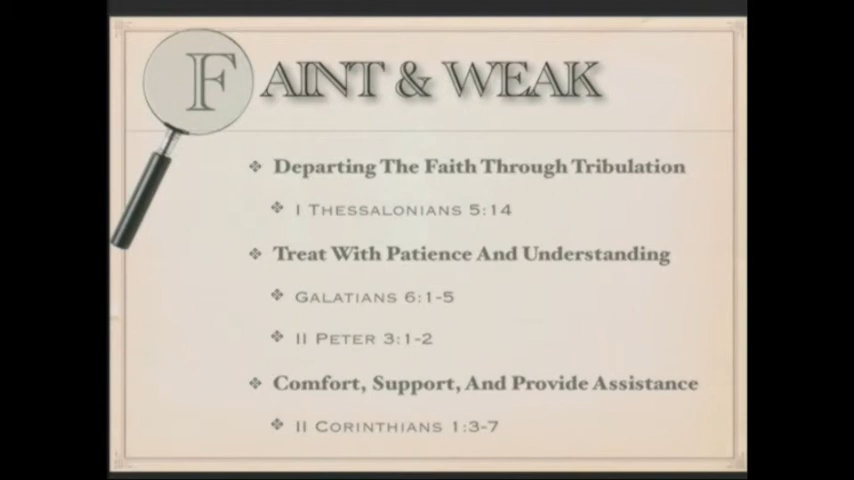 FAINT & WEAK
Departing The Faith Through Tribulation
I THESSALONIANS 5:14
Treat With Patience And Understanding
GALATIANS 6:1-5
II PETER 3:1-2
Comfort, Support, And Provide Assistance
II CORINTHIANS 1:3-7